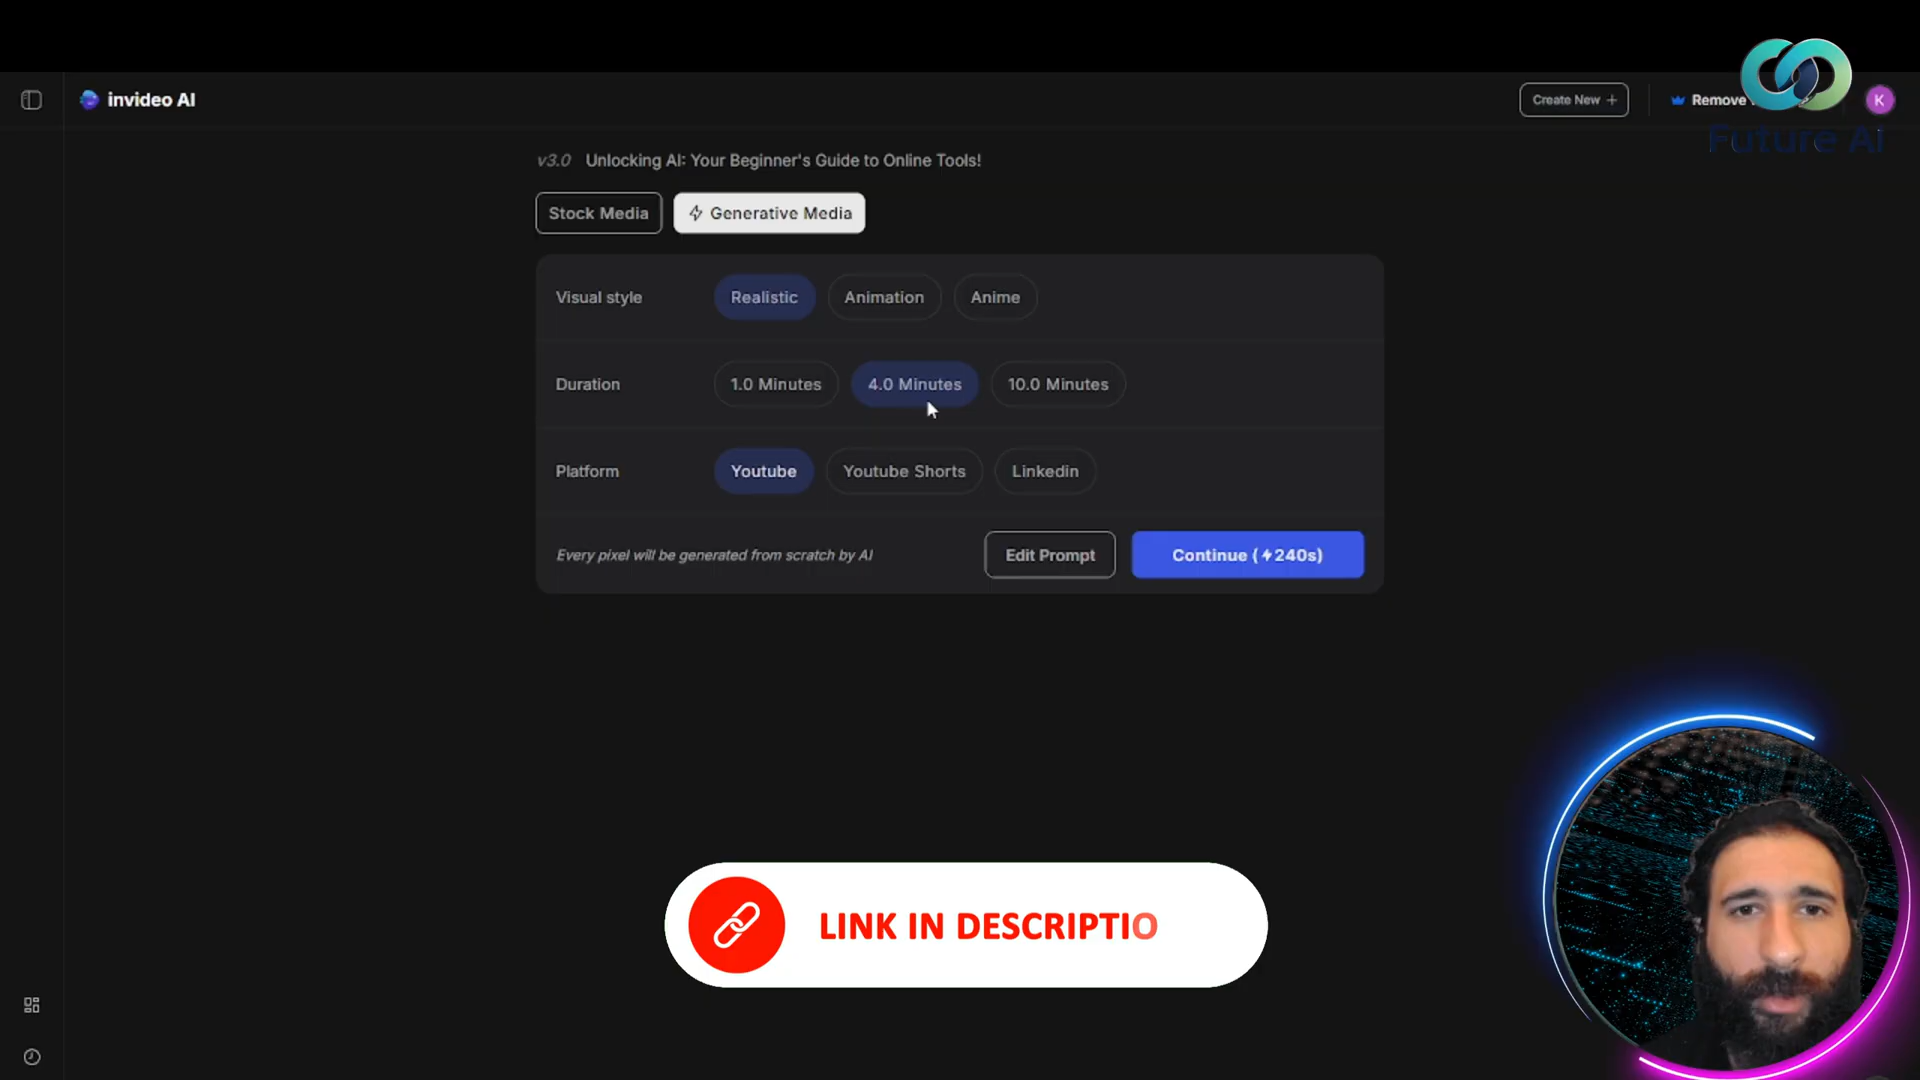 invideo AI
Create New +
Remove
K
Future AI
v3.0 Unlocking AI: Your Beginner's Guide to Online Tools!
Stock Media
Generative Media
Visual style
Realistic
Animation
Anime
Duration
1.0 Minutes
4.0 Minutes
10.0 Minutes
Platform
Youtube
Youtube Shorts
Linkedin
Every pixel will be generated from scratch by AI
Edit Prompt
Continue (⚡240s)
LINK IN DESCRIPTIO